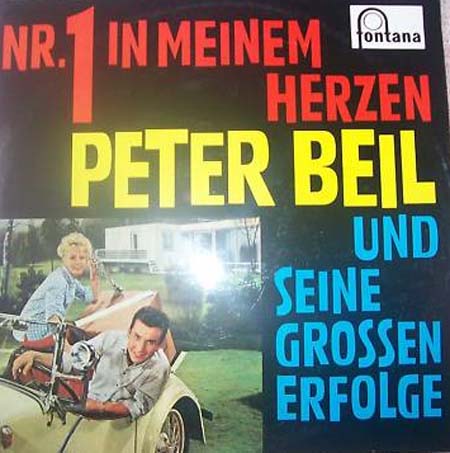 fontana
NR.1 IN MEINEM
HERZEN
PETER BEIL
UND
SEINE
GROSSEN
ERFOLGE